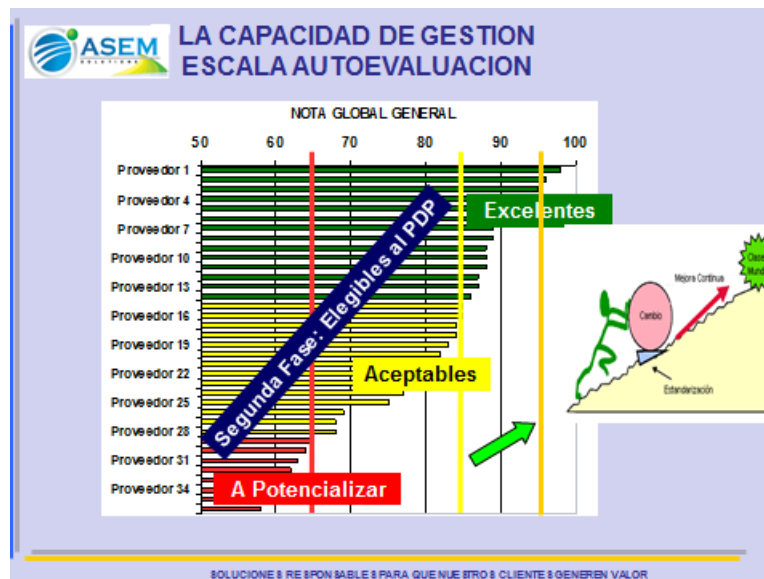 ASEM
SOLUTIONS
LA CAPACIDAD DE GESTION
ESCALA AUTOEVALUACION
NOTA GLOBAL GENERAL
50 60 70 80 90 100
Proveedor 1
Proveedor 4
Proveedor 7
Proveedor 10
Proveedor 13
Proveedor 16
Proveedor 19
Proveedor 22
Proveedor 25
Proveedor 28
Proveedor 31
Proveedor 34
Segunda Fase: Elegibles al PDP
Excelentes
Aceptables
A Potencializar
Mejora Continua
Cambio
Estandarización
SOLUCIONES RESPONSABLES PARA QUE NUESTROS CLIENTES GENEREN VALOR